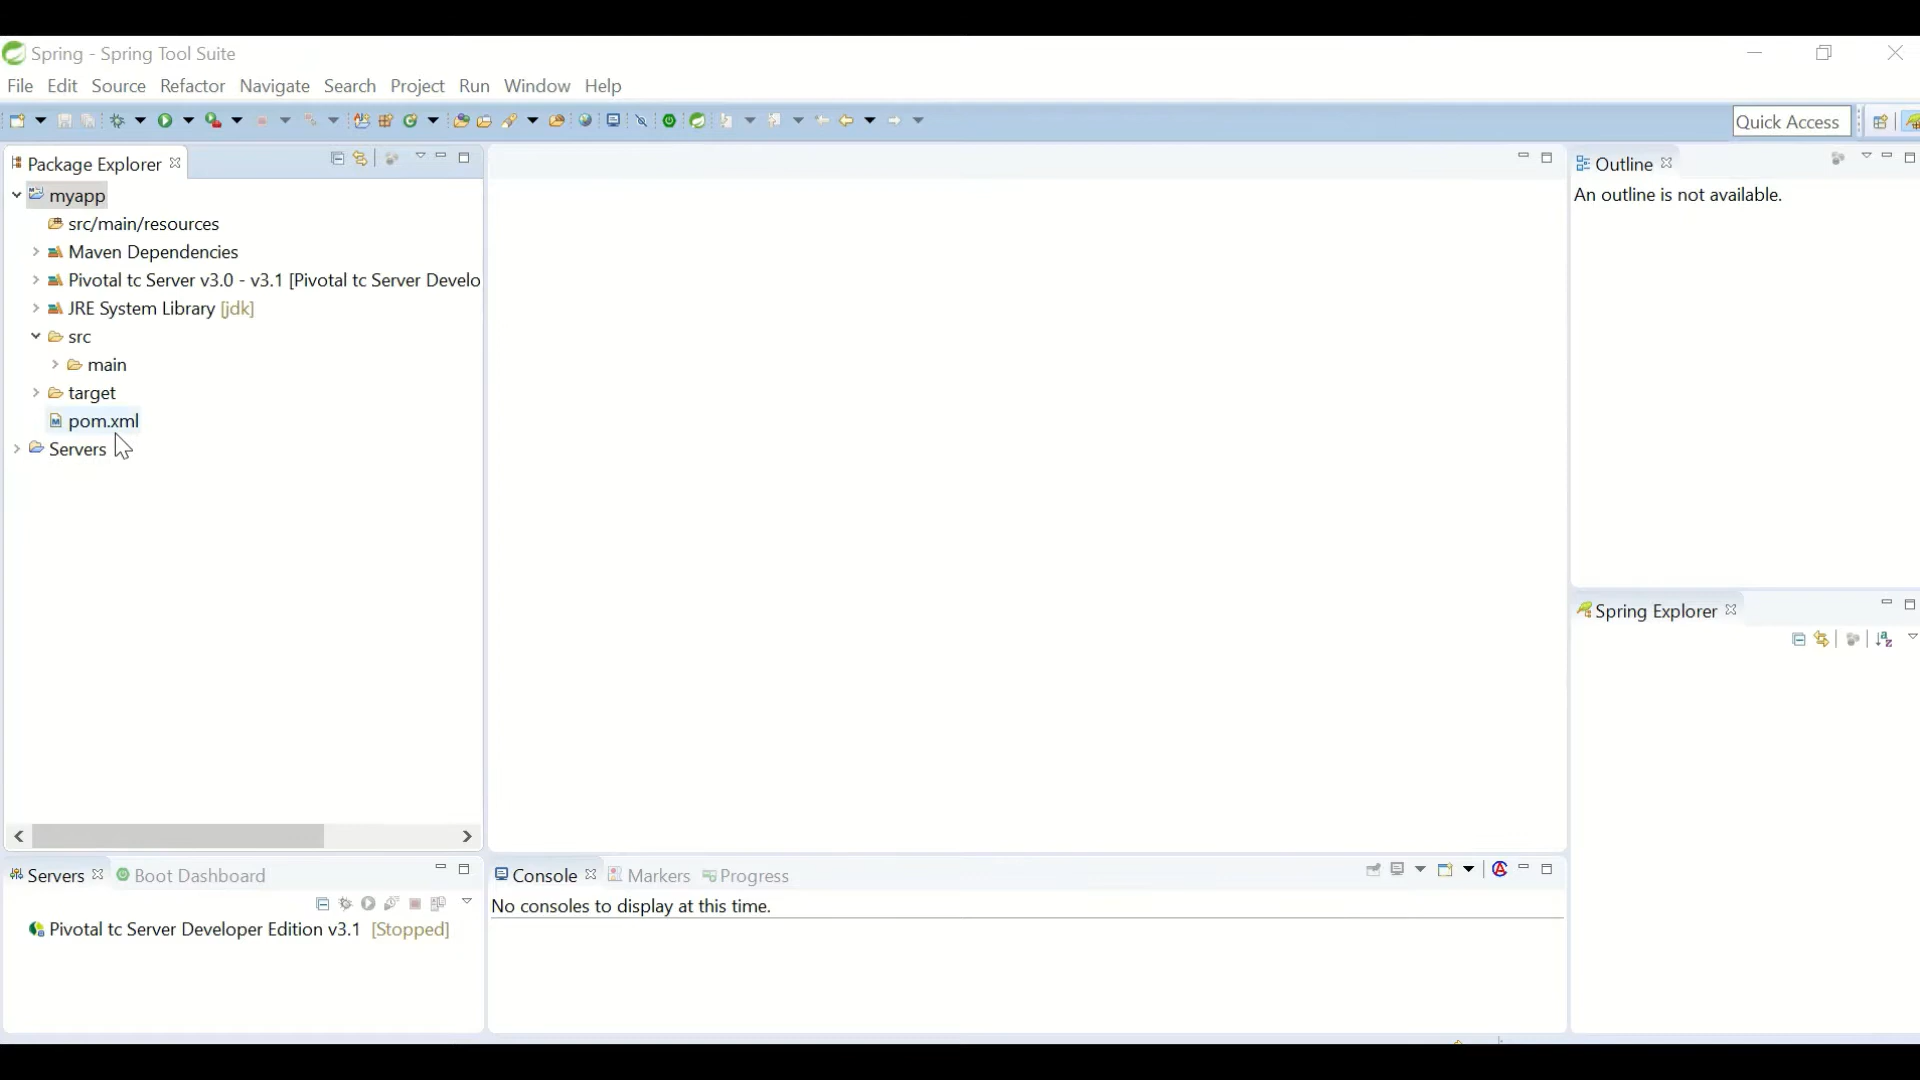 Spring - Spring Tool Suite
File Edit Source Refactor Navigate Search Project Run Window Help
Quick Access
Package Explorer
myapp
src/main/resources
Maven Dependencies
Pivotal tc Server v3.0 - v3.1 [Pivotal tc Server Develo
JRE System Library [jdk]
src
main
target
pom.xml
Servers
Outline
An outline is not available.
Spring Explorer
Servers Boot Dashboard
Pivotal tc Server Developer Edition v3.1 [Stopped]
Console Markers Progress
No consoles to display at this time.